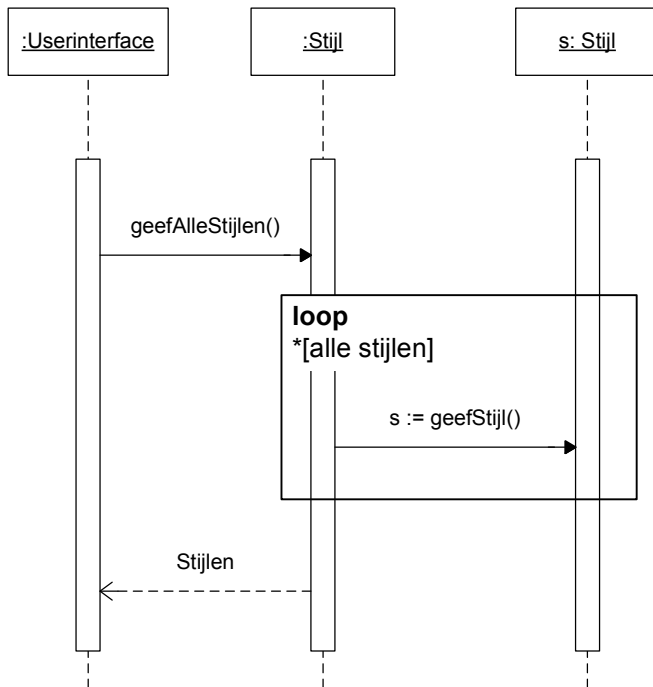 :Userinterface
:Stijl
s: Stijl
geefAlleStijlen()
loop
*[alle stijlen]
s := geefStijl()
Stijlen